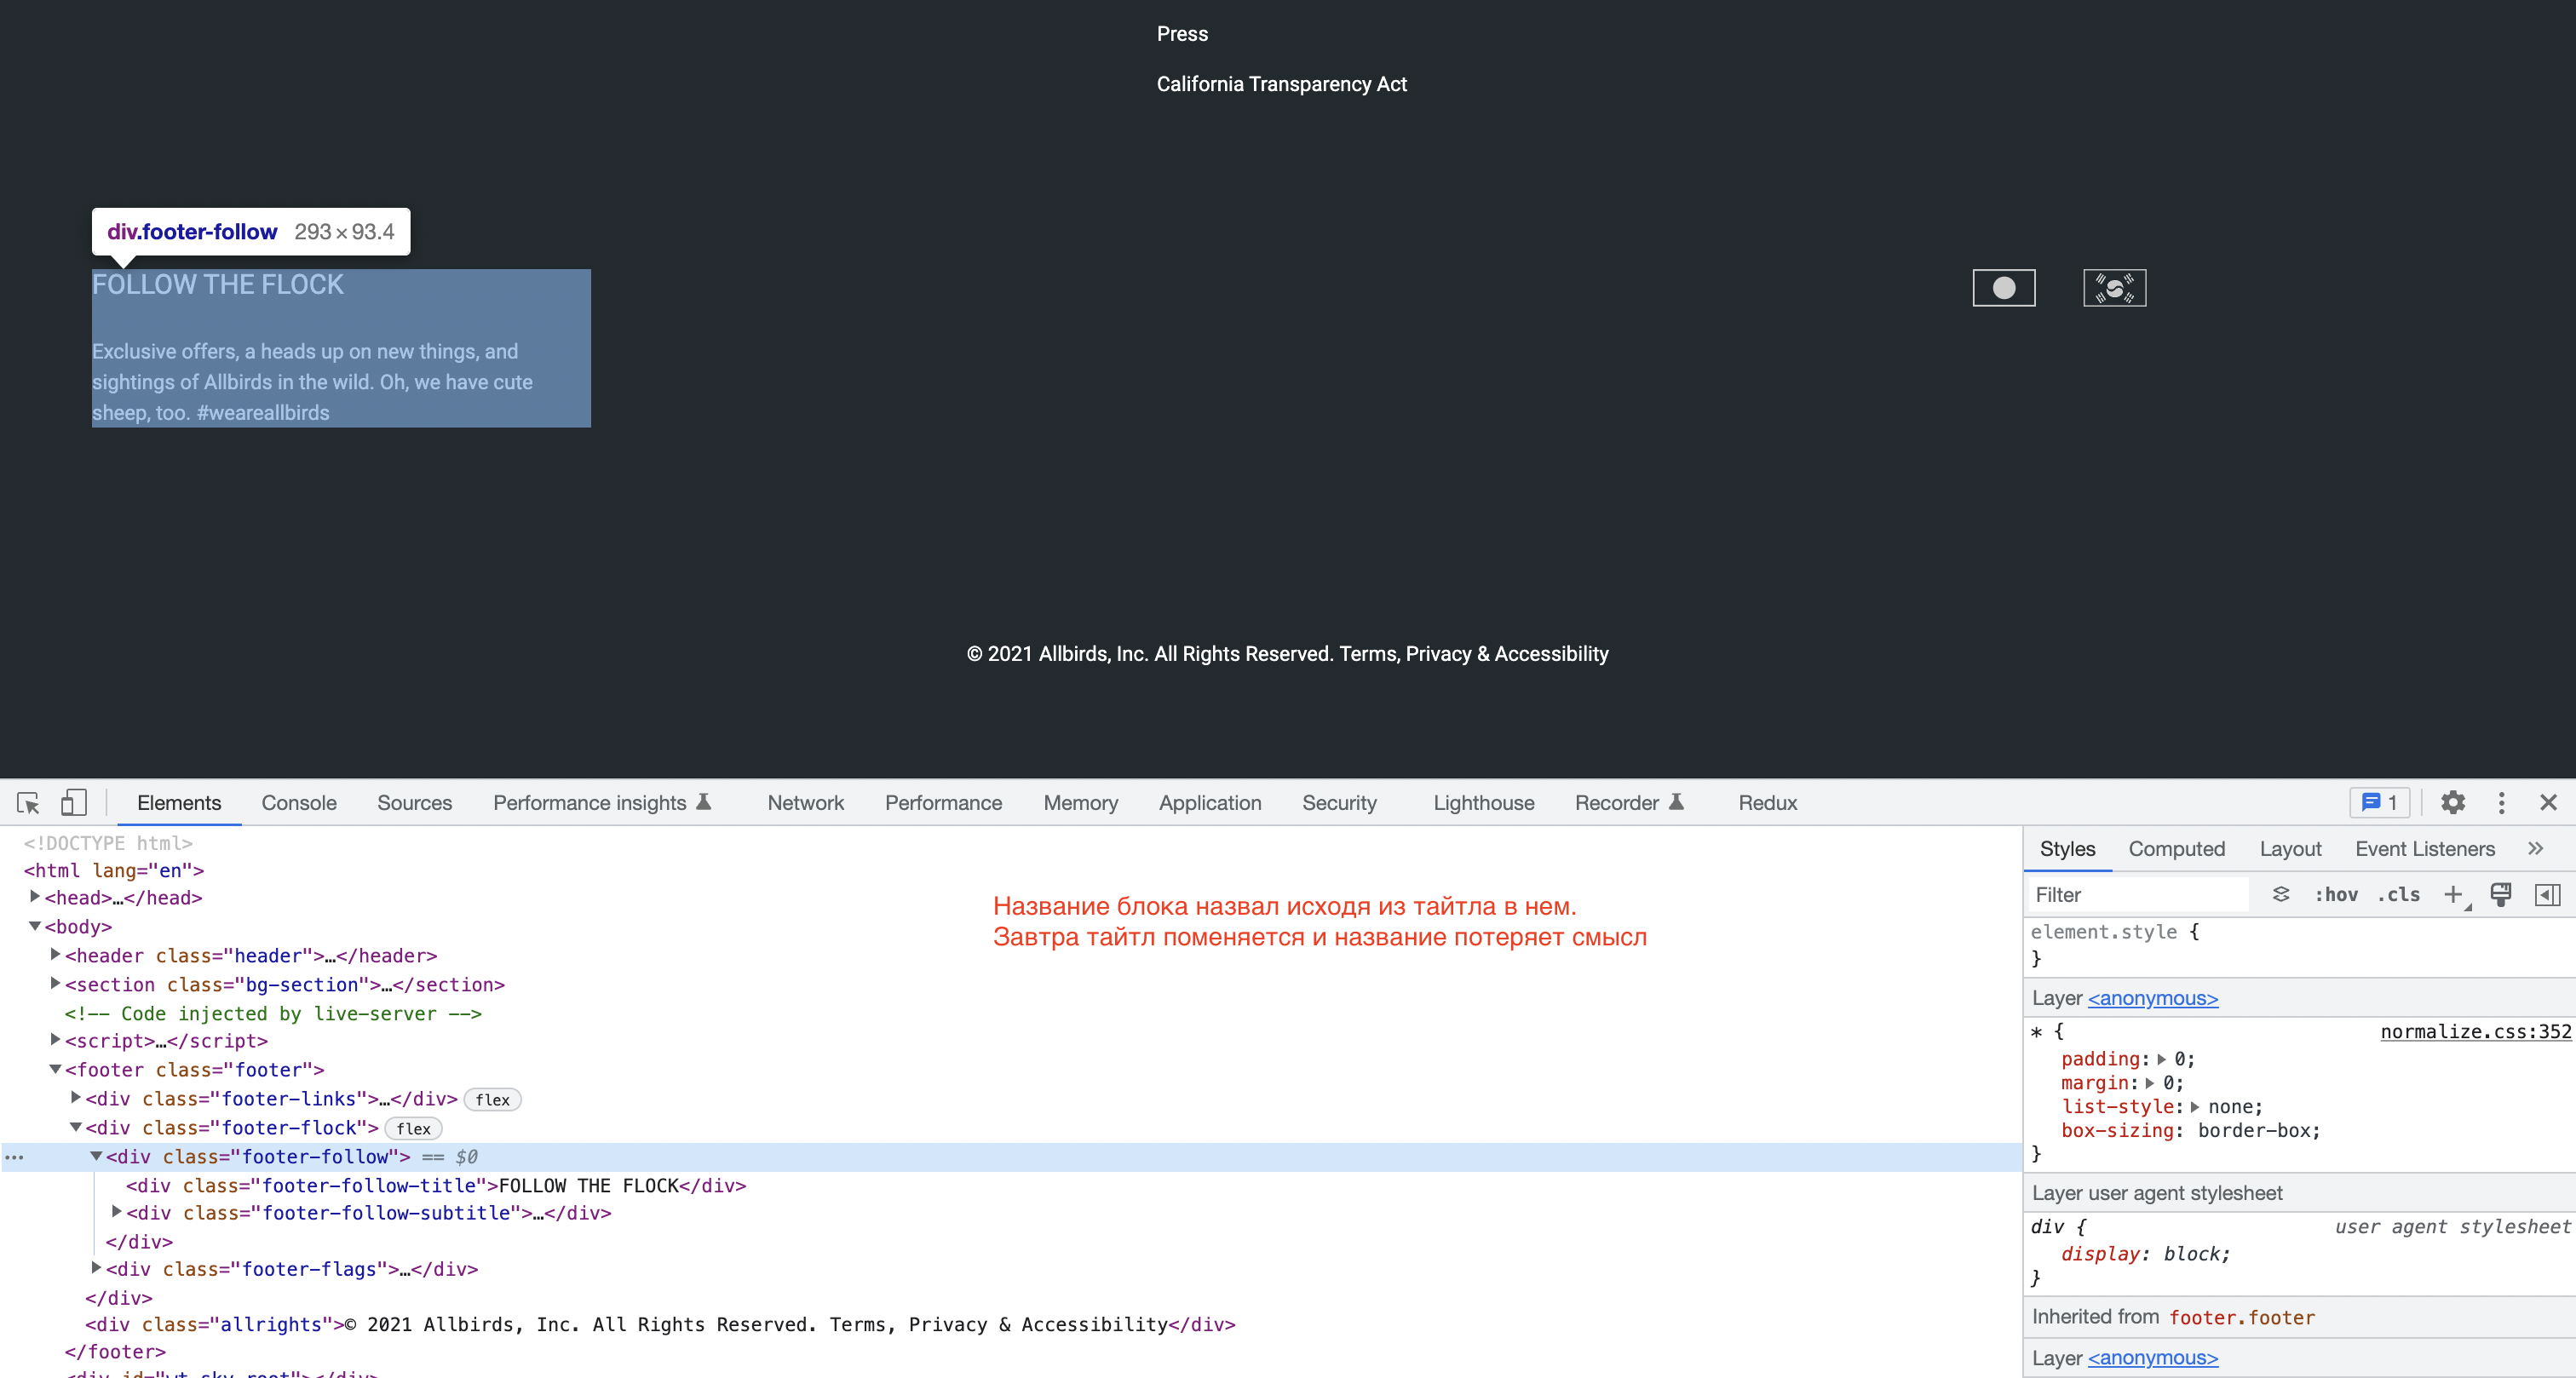 Press
California Transparency Act
div.footer-follow 293 × 93.4
FOLLOW THE FLOCK
Exclusive offers, a heads up on new things, and
sightings of Allbirds in the wild. Oh, we have cute
sheep, too. #weareallbirds
© 2021 Allbirds, Inc. All Rights Reserved. Terms, Privacy & Accessibility
Elements Console Sources Performance insights Network Performance Memory Application Security Lighthouse Recorder Redux 1
<!DOCTYPE html>
<html lang="en">
<head>…</head>
<body>
<header class="header">…</header>
<section class="bg-section">…</section>
<!-- Code injected by live-server -->
<script>…</script>
<footer class="footer">
<div class="footer-links">…</div> flex
<div class="footer-flock"> flex
<div class="footer-follow"> == $0
<div class="footer-follow-title">FOLLOW THE FLOCK</div>
<div class="footer-follow-subtitle">…</div>
</div>
<div class="footer-flags">…</div>
</div>
<div class="allrights">© 2021 Allbirds, Inc. All Rights Reserved. Terms, Privacy & Accessibility</div>
</footer>
<div id="wt-sky-root"></div>
Название блока назвал исходя из тайтла в нем.
Завтра тайтл поменяется и название потеряет смысл
Styles Computed Layout Event Listeners
Filter :hov .cls
element.style {
}
Layer <anonymous>
* { normalize.css:352
padding: 0;
margin: 0;
list-style: none;
box-sizing: border-box;
}
Layer user agent stylesheet
div { user agent stylesheet
display: block;
}
Inherited from footer.footer
Layer <anonymous>